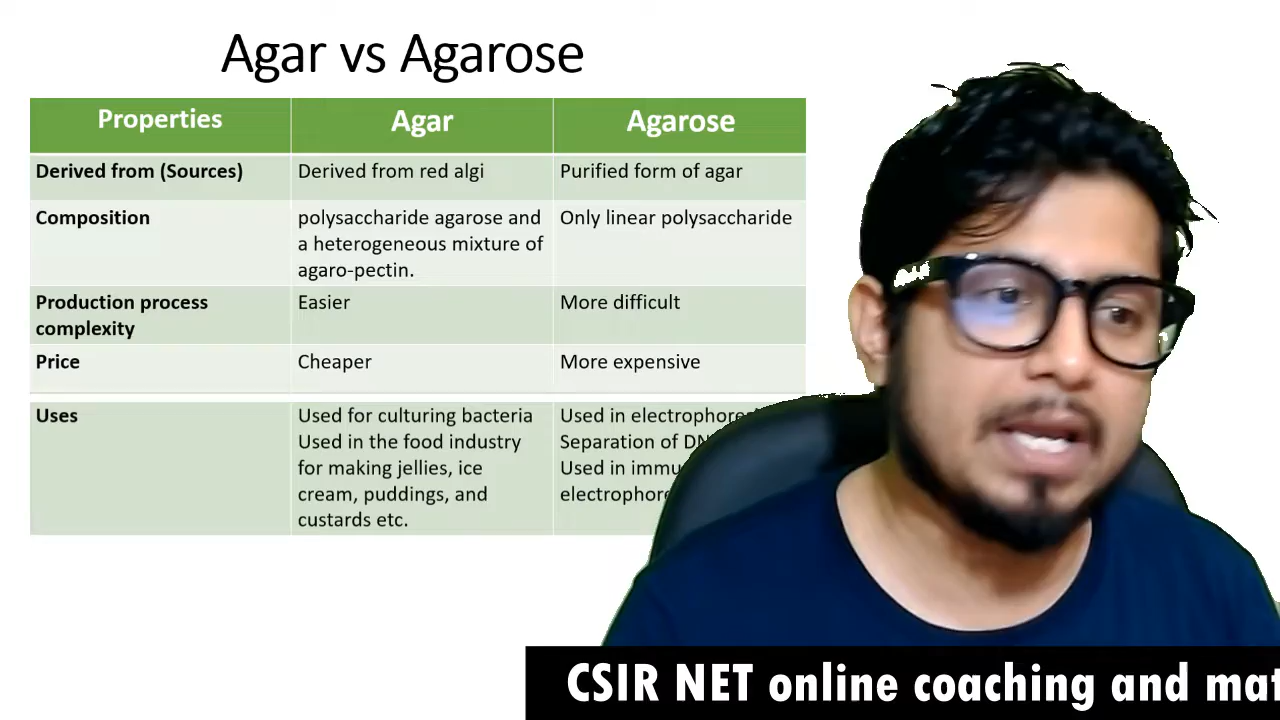 Agar vs Agarose
Properties
Agar
Agarose
Derived from (Sources)
Derived from red algi
Purified form of agar
Composition
polysaccharide agarose and
a heterogeneous mixture of
agaro-pectin.
Only linear polysaccharide
Production process
complexity
Easier
More difficult
Price
Cheaper
More expensive
Uses
Used for culturing bacteria
Used in the food industry
for making jellies, ice
cream, puddings, and
custards etc.
Used in
Separation of
Used in
CSIR NET online coaching and